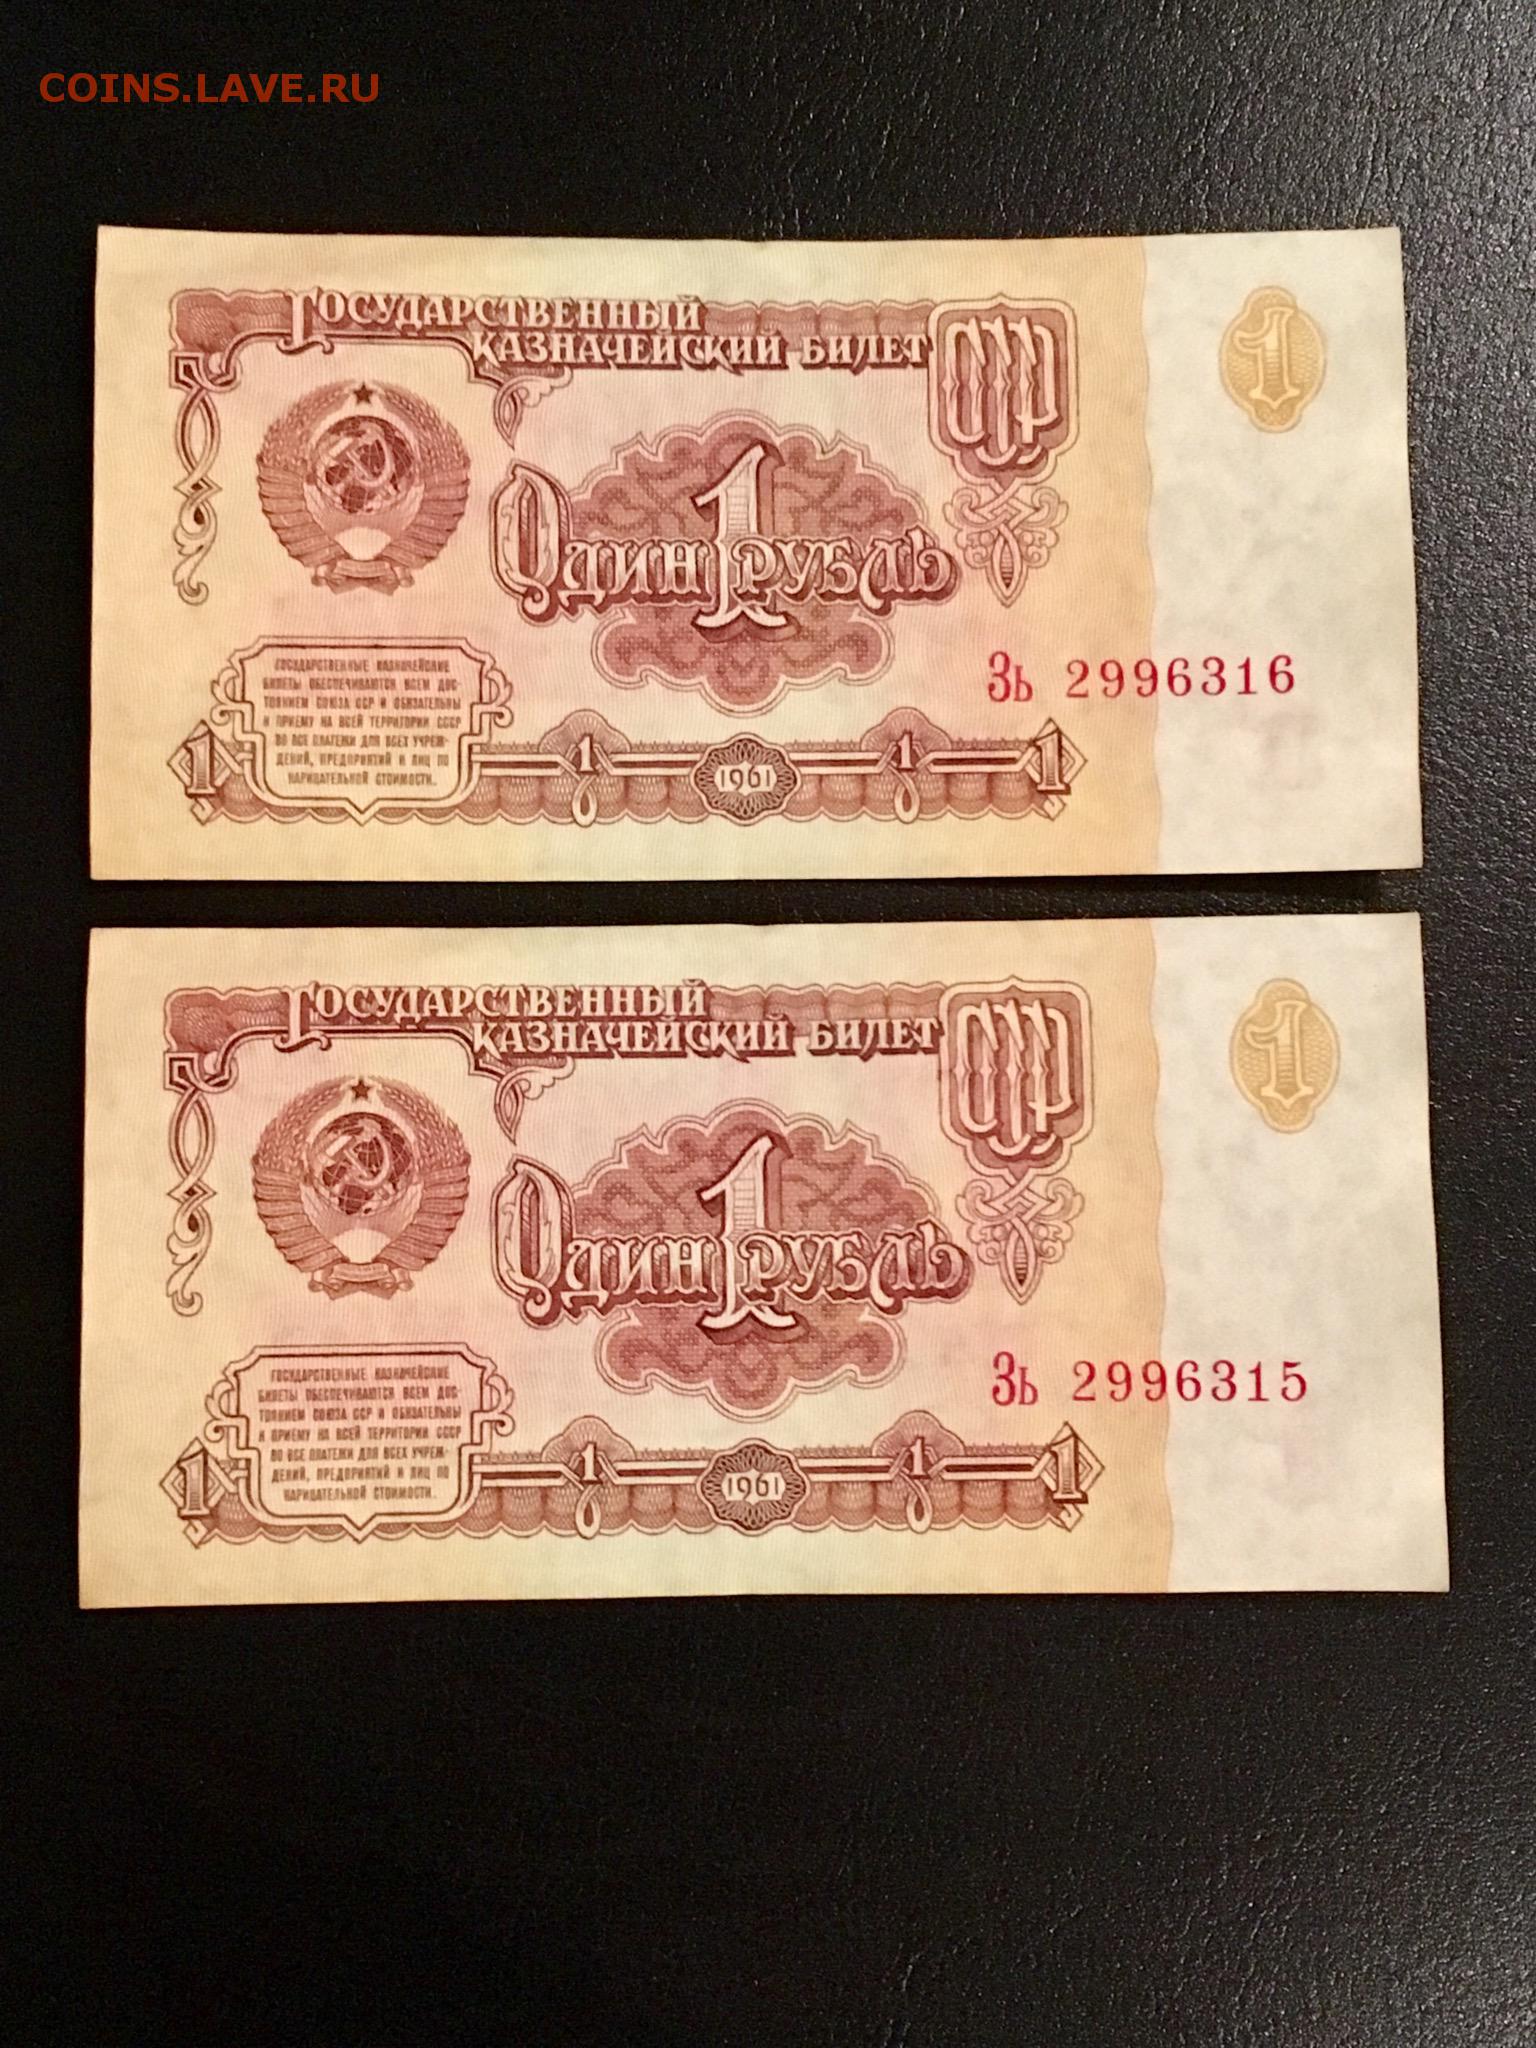 COINS.LAVE.RU
ГОСУДАРСТВЕННЫЙ
КАЗНАЧЕЙСКИЙ БИЛЕТ
СССР
1
ОДИН 1 РУБЛЬ
Зь 2996316
ГОСУДАРСТВЕННЫЕ КАЗНАЧЕЙСКИЕ
БИЛЕТЫ ОБЕСПЕЧИВАЮТСЯ ВСЕМ ДОС-
ТОЯНИЕМ СОЮЗА ССР И ОБЯЗАТЕЛЬНЫ
К ПРИЕМУ НА ВСЕЙ ТЕРРИТОРИИ СССР
ВО ВСЕ ПЛАТЕЖИ ДЛЯ ВСЕХ УЧРЕЖ-
ДЕНИЙ, ПРЕДПРИЯТИЙ И ЛИЦ ПО
НАРИЦАТЕЛЬНОЙ СТОИМОСТИ.
1 1 1961 1 1
ГОСУДАРСТВЕННЫЙ
КАЗНАЧЕЙСКИЙ БИЛЕТ
СССР
1
ОДИН 1 РУБЛЬ
Зь 2996315
ГОСУДАРСТВЕННЫЕ КАЗНАЧЕЙСКИЕ
БИЛЕТЫ ОБЕСПЕЧИВАЮТСЯ ВСЕМ ДОС-
ТОЯНИЕМ СОЮЗА ССР И ОБЯЗАТЕЛЬНЫ
К ПРИЕМУ НА ВСЕЙ ТЕРРИТОРИИ СССР
ВО ВСЕ ПЛАТЕЖИ ДЛЯ ВСЕХ УЧРЕЖ-
ДЕНИЙ, ПРЕДПРИЯТИЙ И ЛИЦ ПО
НАРИЦАТЕЛЬНОЙ СТОИМОСТИ.
1 1 1961 1 1